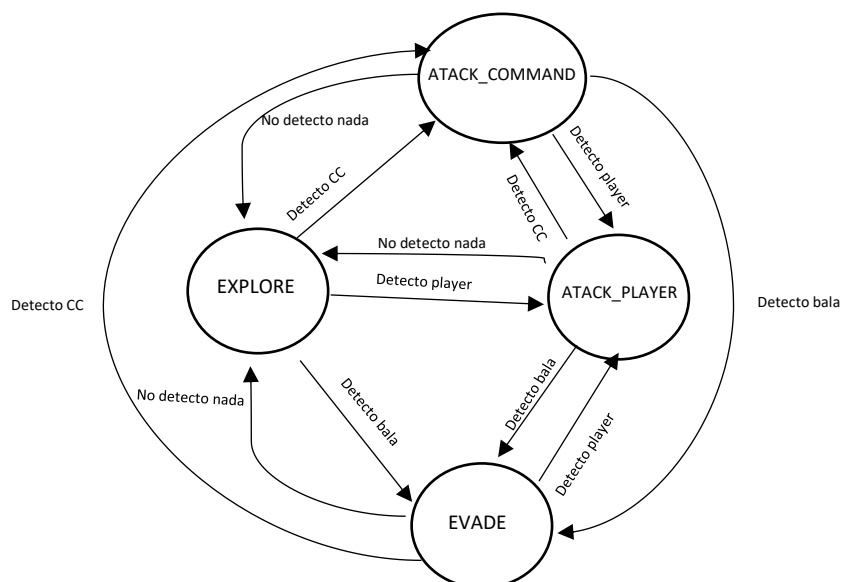 ATACK_COMMAND
No detecto nada
Detecto player
Detecto CC
Detecto CC
No detecto nada
EXPLORE
Detecto player
ATACK_PLAYER
Detecto CC
Detecto bala
No detecto nada
Detecto bala
Detecto bala
Detecto player
EVADE